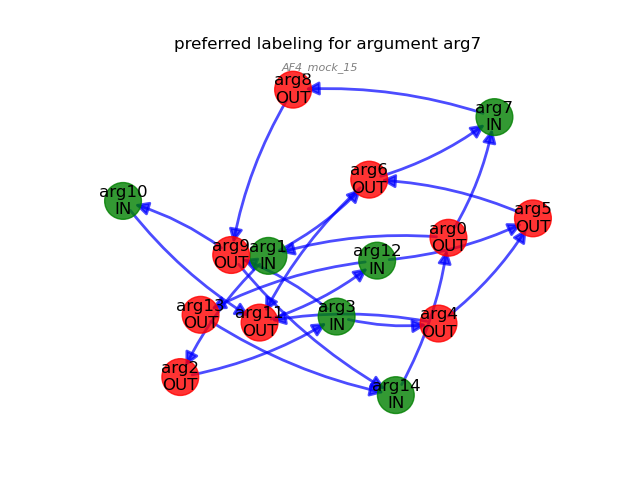 preferred labeling for argument arg7
AF4_mock_15
arg8
OUT
arg7
IN
arg6
OUT
arg10
IN
arg5
OUT
arg0
OUT
arg9
OUT
arg1
IN
arg12
IN
arg13
OUT
arg11
OUT
arg3
IN
arg4
OUT
arg2
OUT
arg14
IN